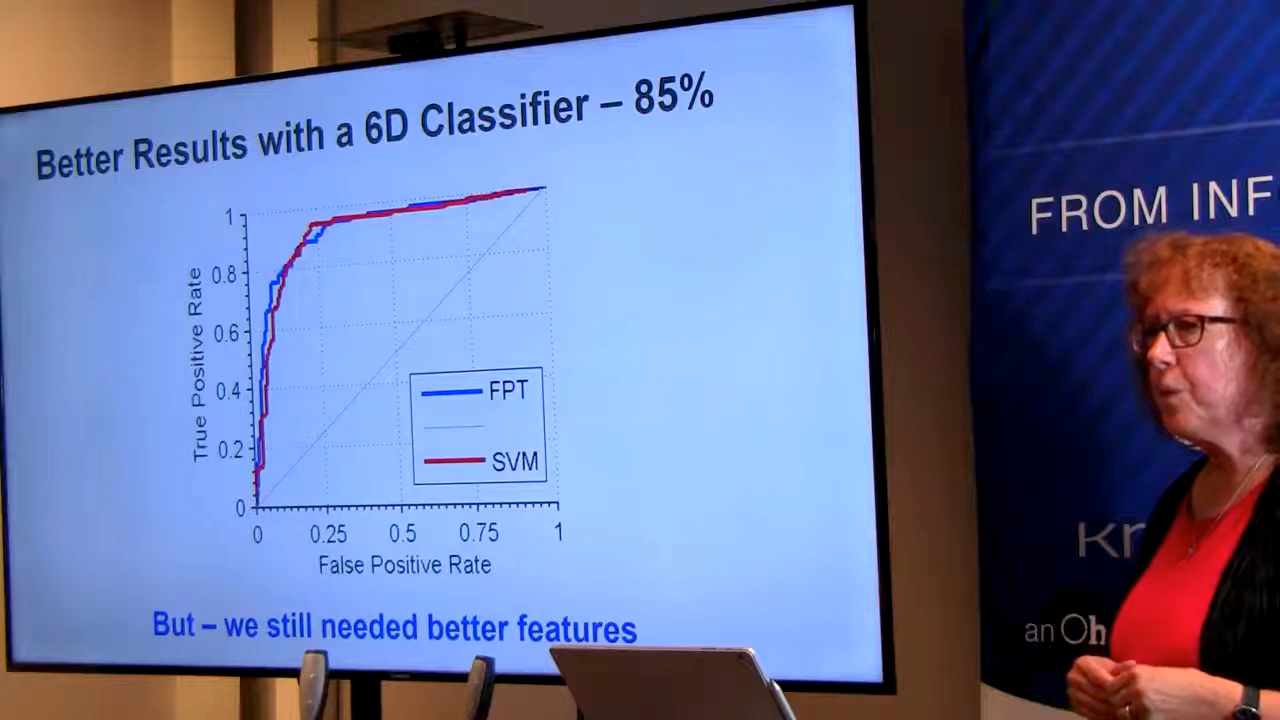 Better Results with a 6D Classifier – 85%
1
0.8
0.6
0.4
0.2
0
True Positive Rate
0
0.25
0.5
0.75
1
False Positive Rate
FPT
SVM
But – we still needed better features
FROM INF
kn
an Oh